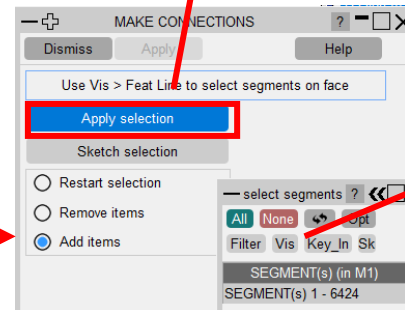 MAKE CONNECTIONS ?
Dismiss Apply Help
Use Vis > Feat Line to select segments on face
Apply selection
Sketch selection
Restart selection
Remove items
Add items
select segments ?
All None Opt
Filter Vis Key_In Sk
SEGMENT(s) (in M1)
SEGMENT(s) 1 - 6424